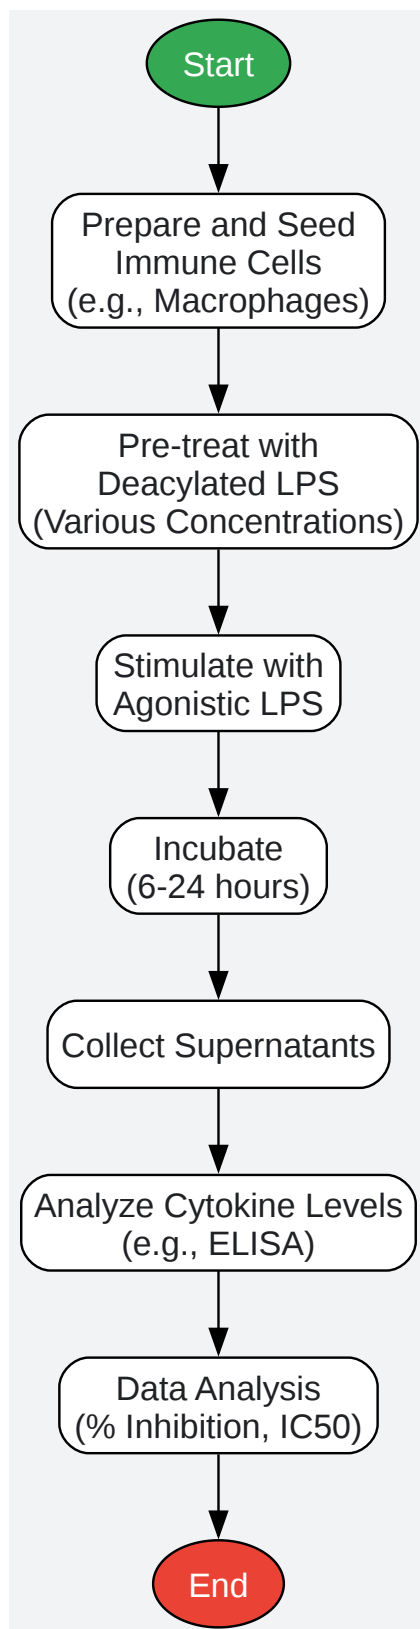 Start
Prepare and Seed
Immune Cells
(e.g., Macrophages)
Pre-treat with
Deacylated LPS
(Various Concentrations)
Stimulate with
Agonistic LPS
Incubate
(6-24 hours)
Collect Supernatants
Analyze Cytokine Levels
(e.g., ELISA)
Data Analysis
(% Inhibition, IC50)
End